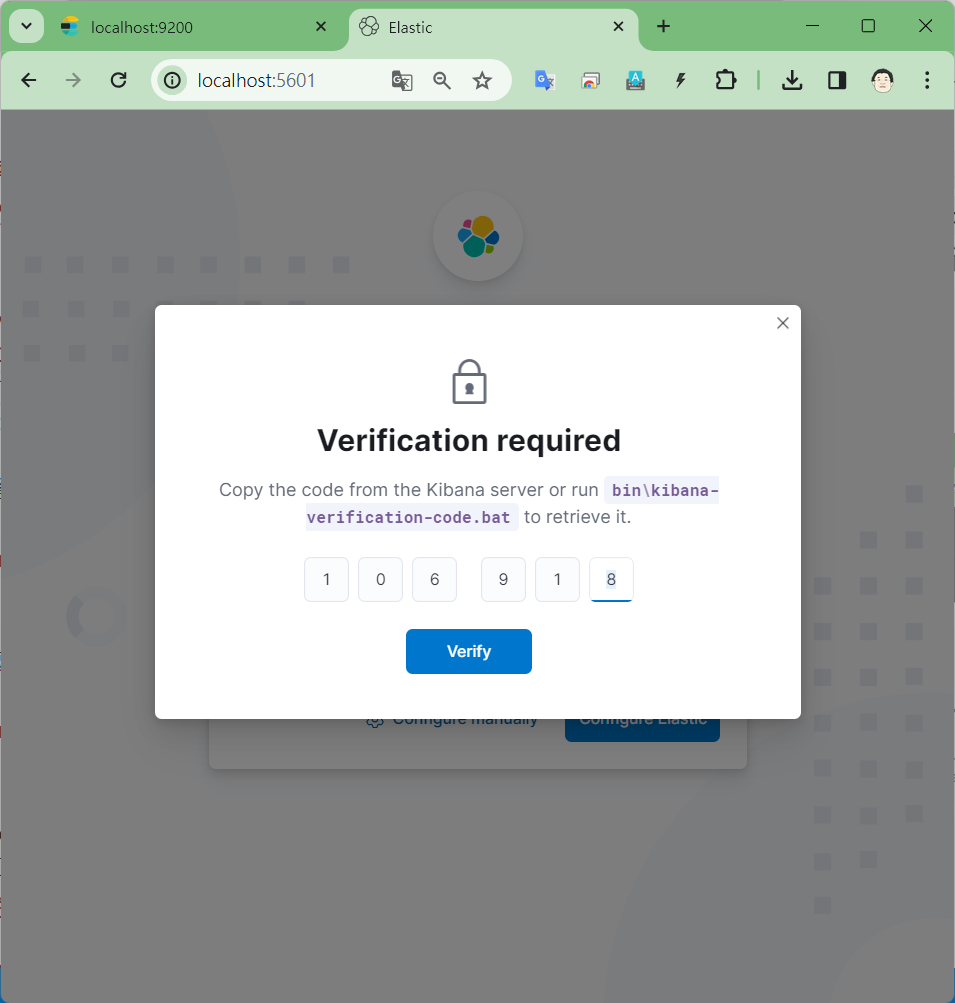 localhost:9200
Elastic
localhost:5601
Verification required
Copy the code from the Kibana server or run bin\kibana-
verification-code.bat to retrieve it.
1 0 6 9 1 8
Verify
Configure manually
Configure Elastic